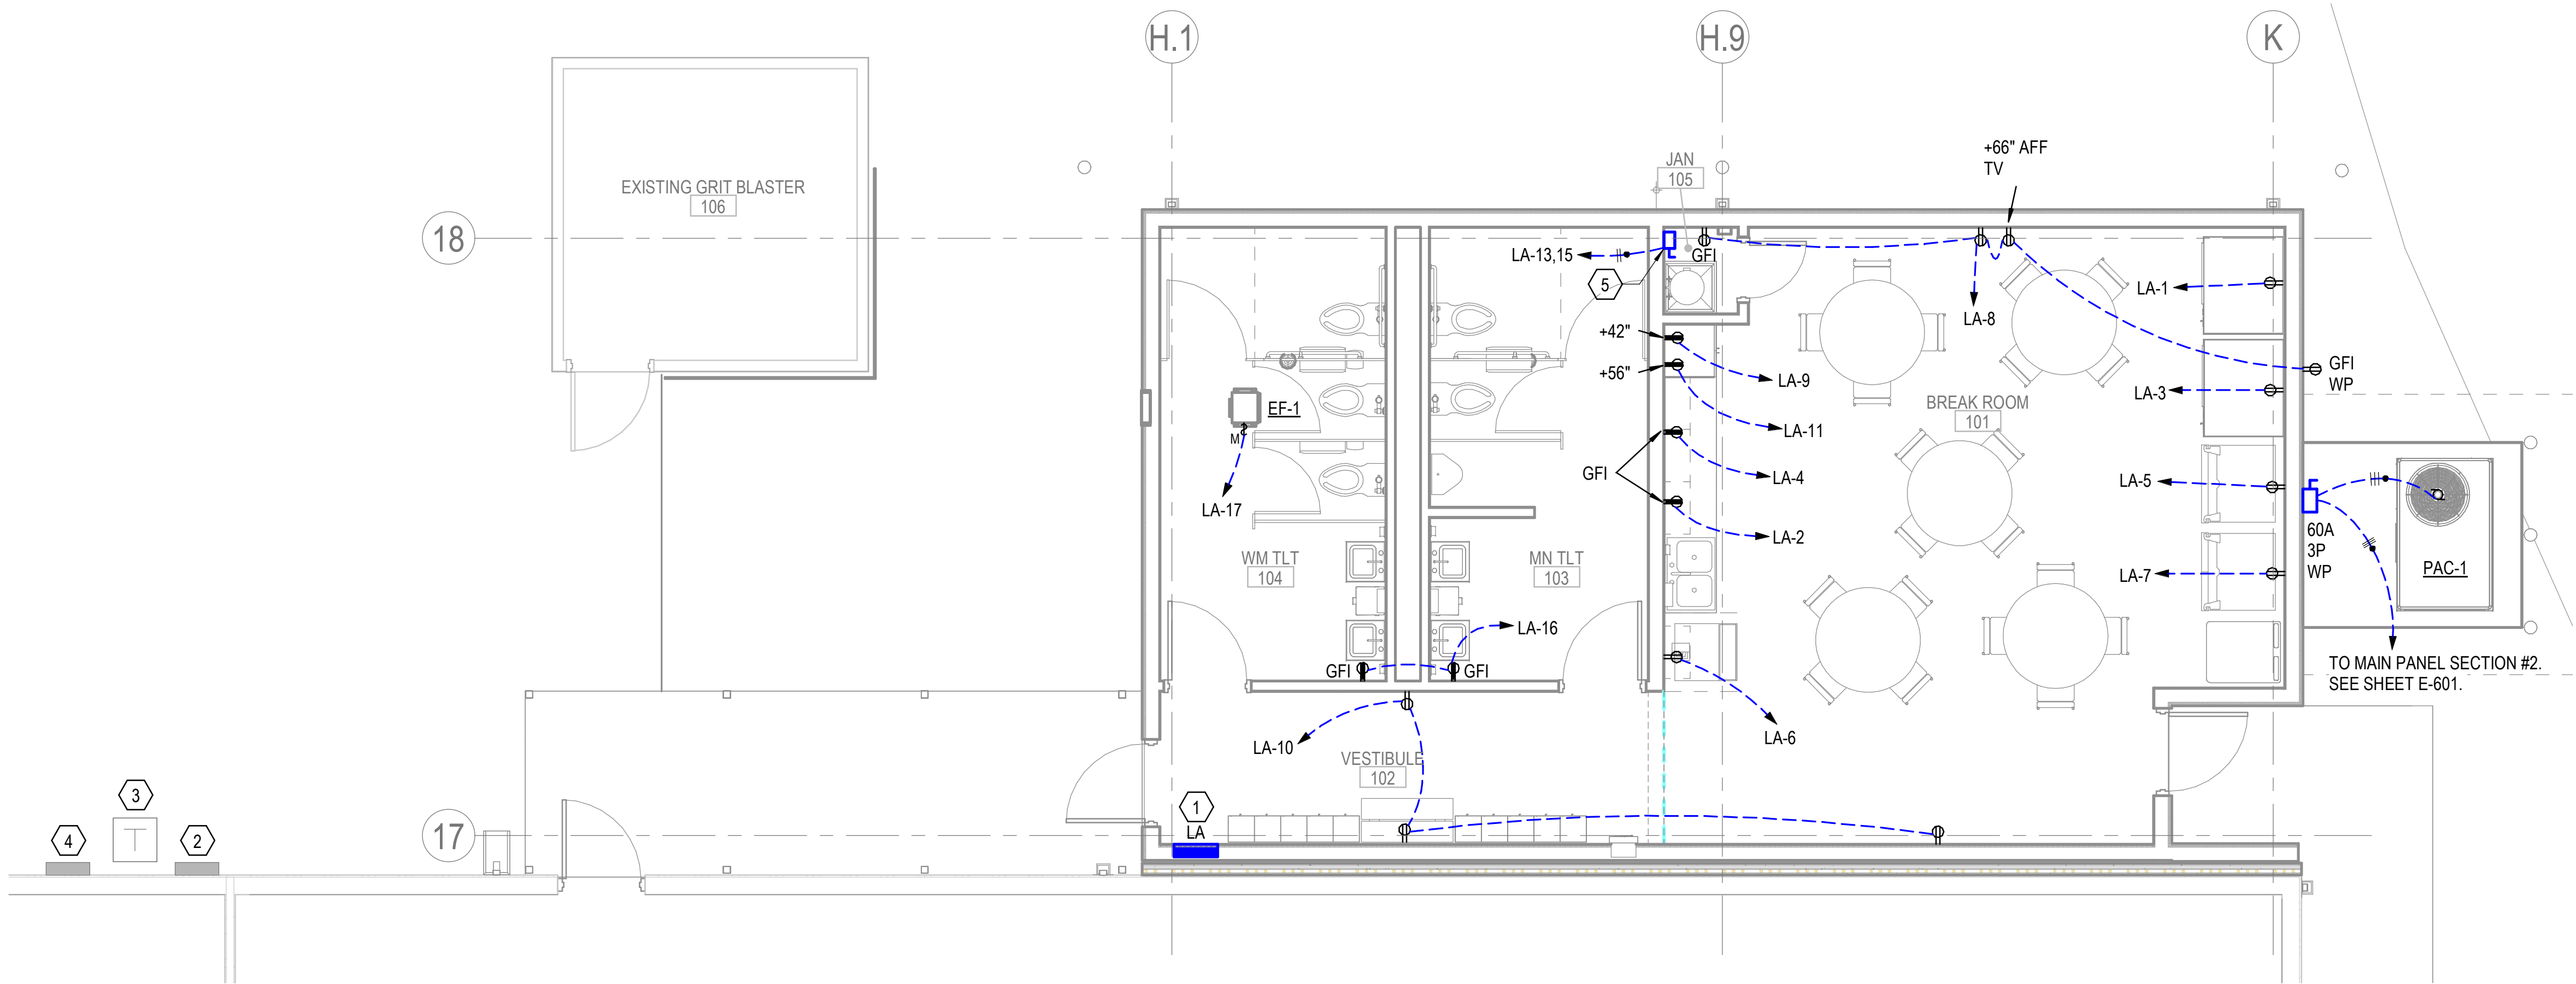 H.1
H.9
K
+66" AFF
TV
JAN
105
EXISTING GRIT BLASTER
106
18
LA-13,15
GFI
5
LA-1
LA-8
+42"
+56"
LA-9
GFI
WP
LA-3
BREAK ROOM
101
EF-1
M
LA-11
GFI
LA-4
LA-5
LA-17
LA-2
60A
3P
WP
WM TLT
104
MN TLT
103
LA-7
PAC-1
LA-16
GFI
GFI
TO MAIN PANEL SECTION #2.
SEE SHEET E-601.
LA-10
LA-6
VESTIBULE
102
3
T
4
2
17
1
LA